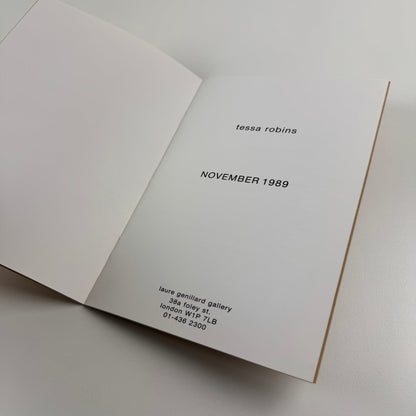 tessa robins
NOVEMBER 1989
laure genillard gallery
38a foley st.
london W1P 7LB
01-436 2300